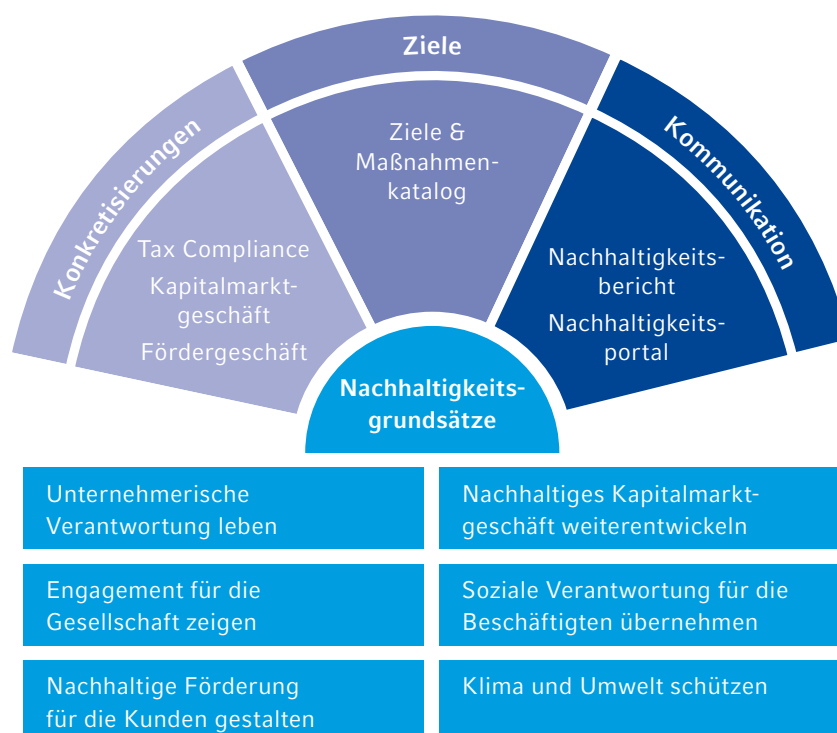 Konkretisierungen
Tax Compliance
Kapitalmarkt-
geschäft
Fördergeschäft
Ziele
Ziele &
Maßnahmen-
katalog
Kommunikation
Nachhaltigkeits-
bericht
Nachhaltigkeits-
portal
Nachhaltigkeits-
grundsätze
Unternehmerische
Verantwortung leben
Nachhaltiges Kapitalmarkt-
geschäft weiterentwickeln
Engagement für die
Gesellschaft zeigen
Soziale Verantwortung für die
Beschäftigten übernehmen
Nachhaltige Förderung
für die Kunden gestalten
Klima und Umwelt schützen